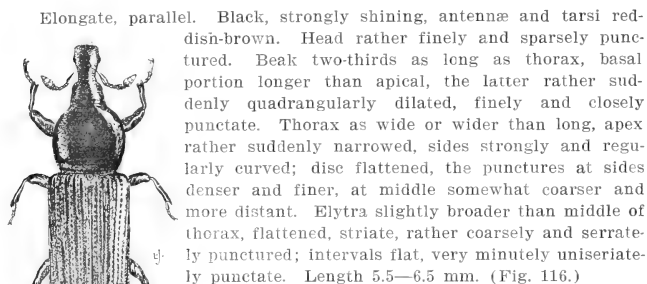 Elongate, parallel. Black, strongly shining, antennæ and tarsi red-
dish-brown. Head rather finely and sparsely punc-
tured. Beak two-thirds as long as thorax, basal
portion longer than apical, the latter rather sud-
denly quadrangularly dilated, finely and closely
punctate. Thorax as wide or wider than long, apex
rather suddenly narrowed, sides strongly and regu-
larly curved; disc flattened, the punctures at sides
denser and finer, at middle somewhat coarser and
more distant. Elytra slightly broader than middle of
thorax, flattened, striate, rather coarsely and serrate-
ly punctured; intervals flat, very minutely uniseriate-
ly punctate. Length 5.5—6.5 mm. (Fig. 116.)